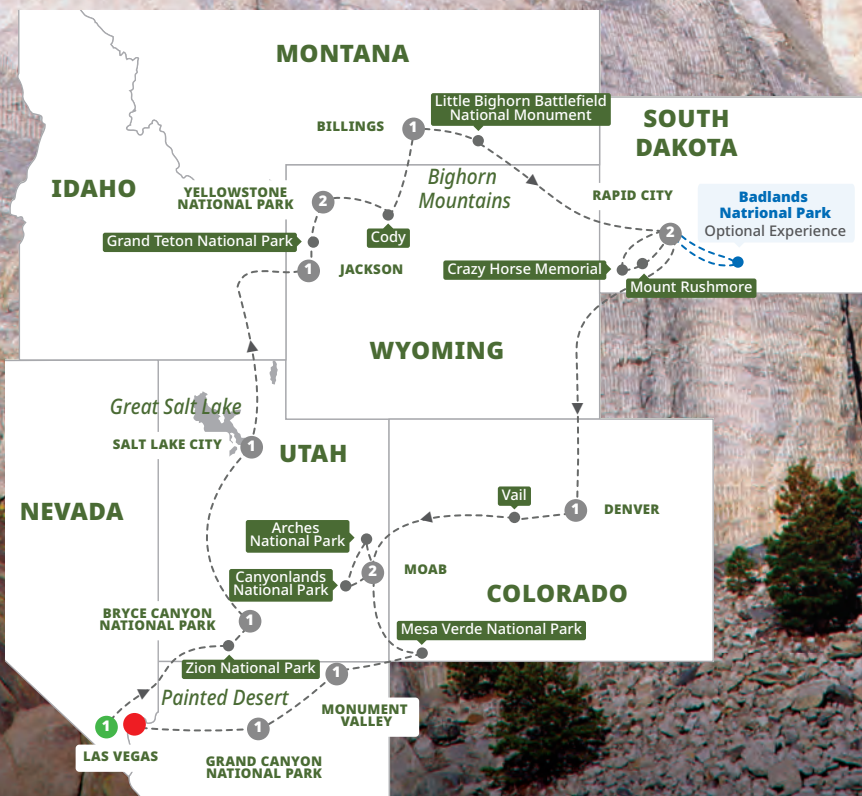 MONTANA
Little Bighorn Battlefield
National Monument
BILLINGS
1
SOUTH
DAKOTA
IDAHO
YELLOWSTONE
NATIONAL PARK
2
Bighorn
Mountains
RAPID CITY
Badlands
Natrional Park
Optional Experience
2
Cody
Grand Teton National Park
1
JACKSON
Crazy Horse Memorial
Mount Rushmore
WYOMING
Great Salt Lake
SALT LAKE CITY
1
UTAH
NEVADA
Vail
1
DENVER
Arches
National Park
Canyonlands
National Park
2
MOAB
COLORADO
BRYCE CANYON
NATIONAL PARK
1
Mesa Verde National Park
Zion National Park
1
Painted Desert
MONUMENT
VALLEY
1
LAS VEGAS
1
GRAND CANYON
NATIONAL PARK